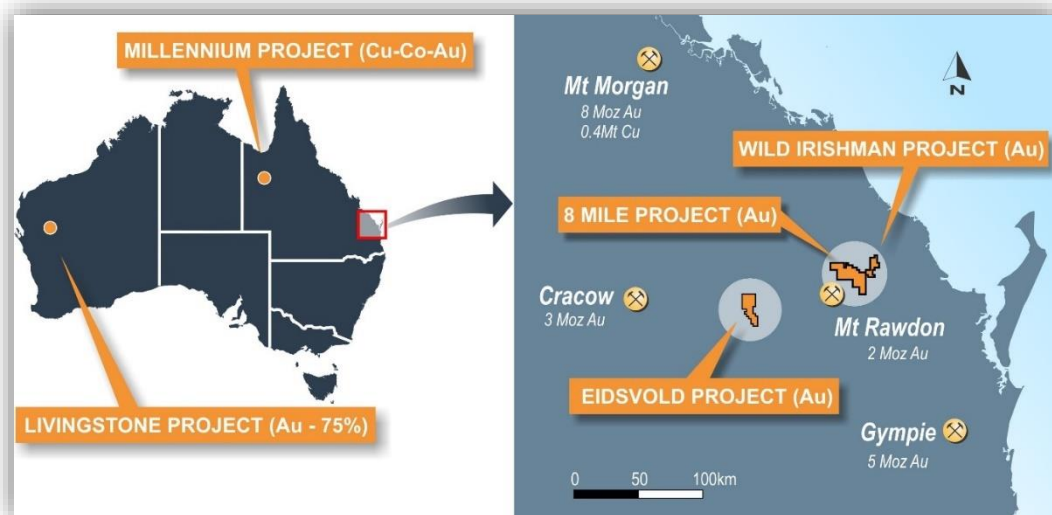 MILLENNIUM PROJECT (Cu-Co-Au)
LIVINGSTONE PROJECT (Au - 75%)
Mt Morgan
8 Moz Au
0.4Mt Cu
N
WILD IRISHMAN PROJECT (Au)
8 MILE PROJECT (Au)
Cracow
3 Moz Au
Mt Rawdon
2 Moz Au
EIDSVOLD PROJECT (Au)
Gympie
5 Moz Au
0 50 100km